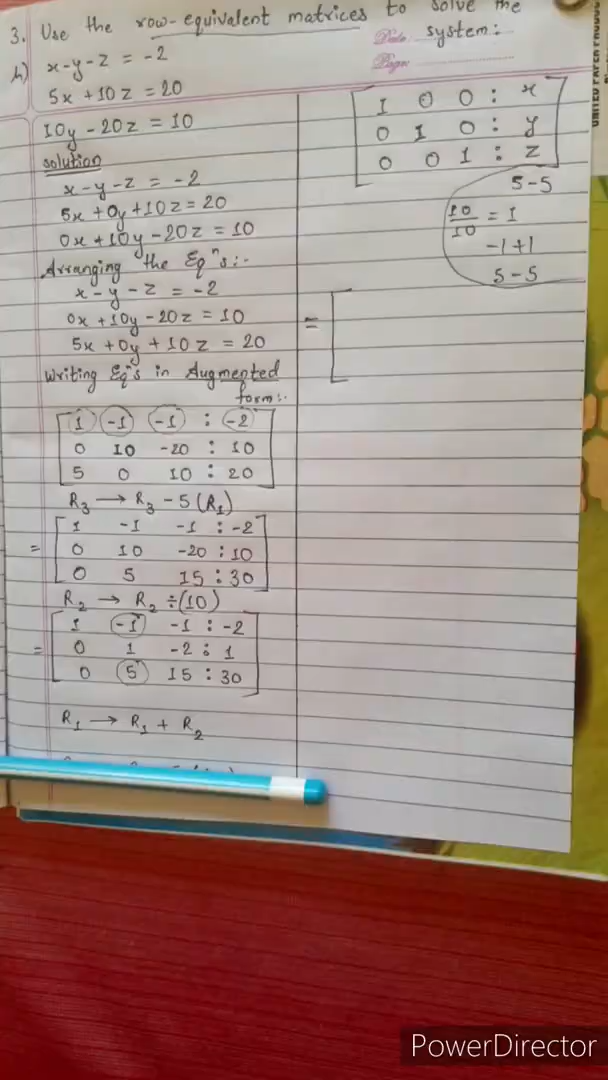 3. Use the row-equivalent matrices to solve the
system:
Date
Page
h) x-y-z = -2
5x + 10z = 20
10y - 20z = 10
solution
x-y-z = -2
5x + 0y + 10z = 20
0x + 10y - 20z = 10
Arranging the Eqⁿs:-
x-y-z = -2
0x + 10y - 20z = 10
5x + 0y + 10z = 20
Writing Eqⁿs in Augmented
form:-
1 -1 -1 : -2
0 10 -20 : 10
5 0 10 : 20
R₃ → R₃ - 5(R₁)
1 -1 -1 : -2
= 0 10 -20 : 10
0 5 15 : 30
R₂ → R₂ ÷ (10)
1 -1 -1 : -2
= 0 1 -2 : 1
0 5 15 : 30
R₁ → R₁ + R₂
1 0 0 : x
0 1 0 : y
0 0 1 : z
5-5
10/10 = 1
-1+1
5-5
= [
UNITED PAPER PRODUC
PowerDirector